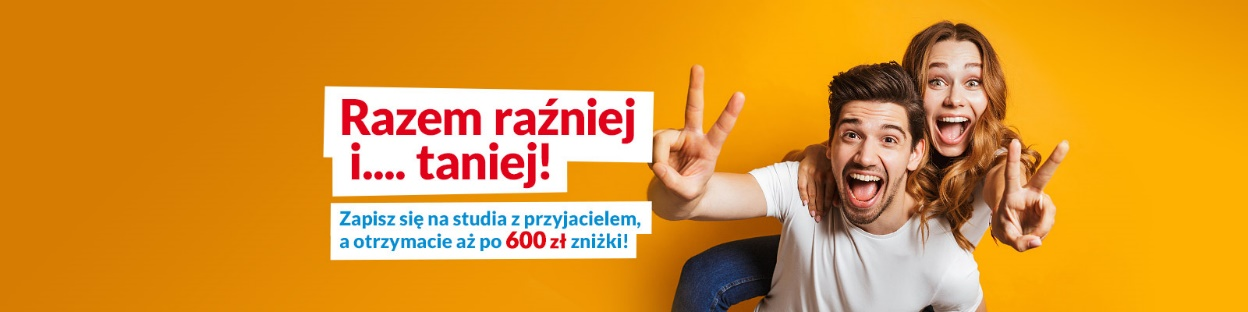 Razem raźniej
i.... taniej!
Zapisz się na studia z przyjacielem,
a otrzymacie aż po 600 zł zniżki!